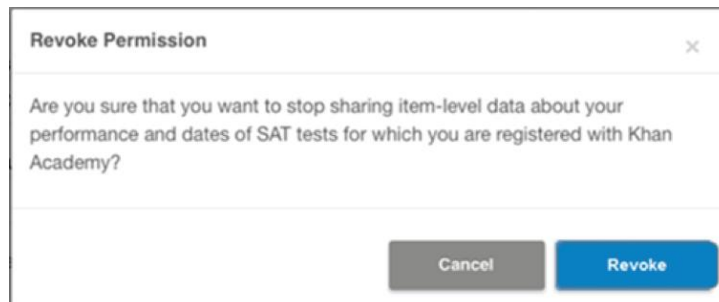 Revoke Permission
×
Are you sure that you want to stop sharing item-level data about your
performance and dates of SAT tests for which you are registered with Khan
Academy?
Cancel
Revoke